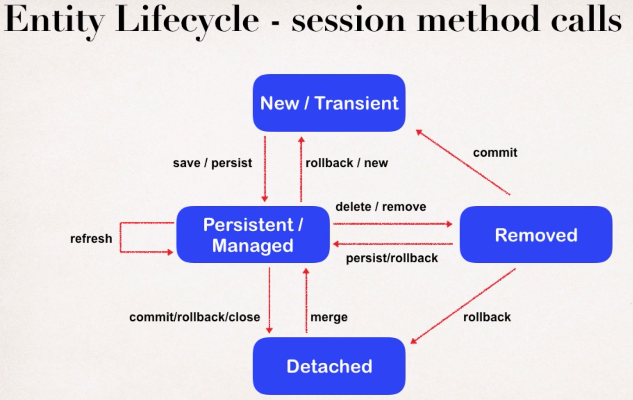 Entity Lifecycle - session method calls
New / Transient
save / persist
rollback / new
commit
delete / remove
Persistent /
Managed
Removed
refresh
persist/rollback
commit/rollback/close
merge
rollback
Detached